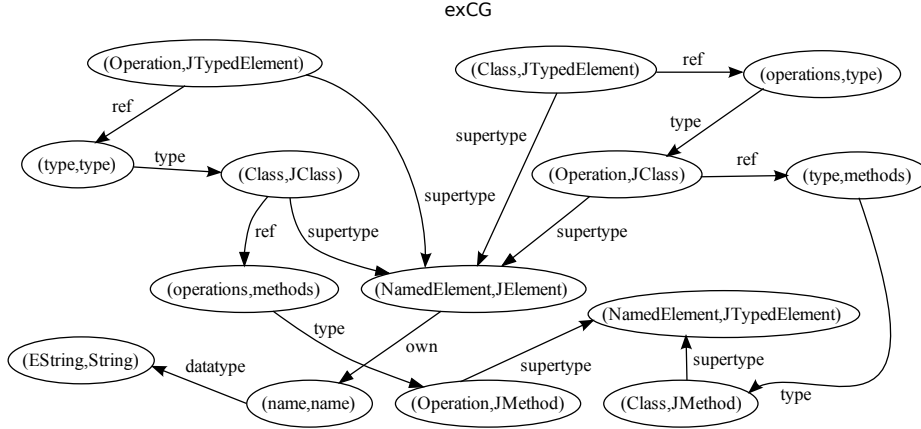 exCG
(Operation,JTypedElement)
(Class,JTypedElement)
ref
(operations,type)
ref
supertype
type
(type,type)
type
(Class,JClass)
(Operation,JClass)
ref
(type,methods)
supertype
ref
supertype
supertype
(operations,methods)
(NamedElement,JElement)
(NamedElement,JTypedElement)
type
own
(EString,String)
datatype
supertype
supertype
type
(name,name)
(Operation,JMethod)
(Class,JMethod)